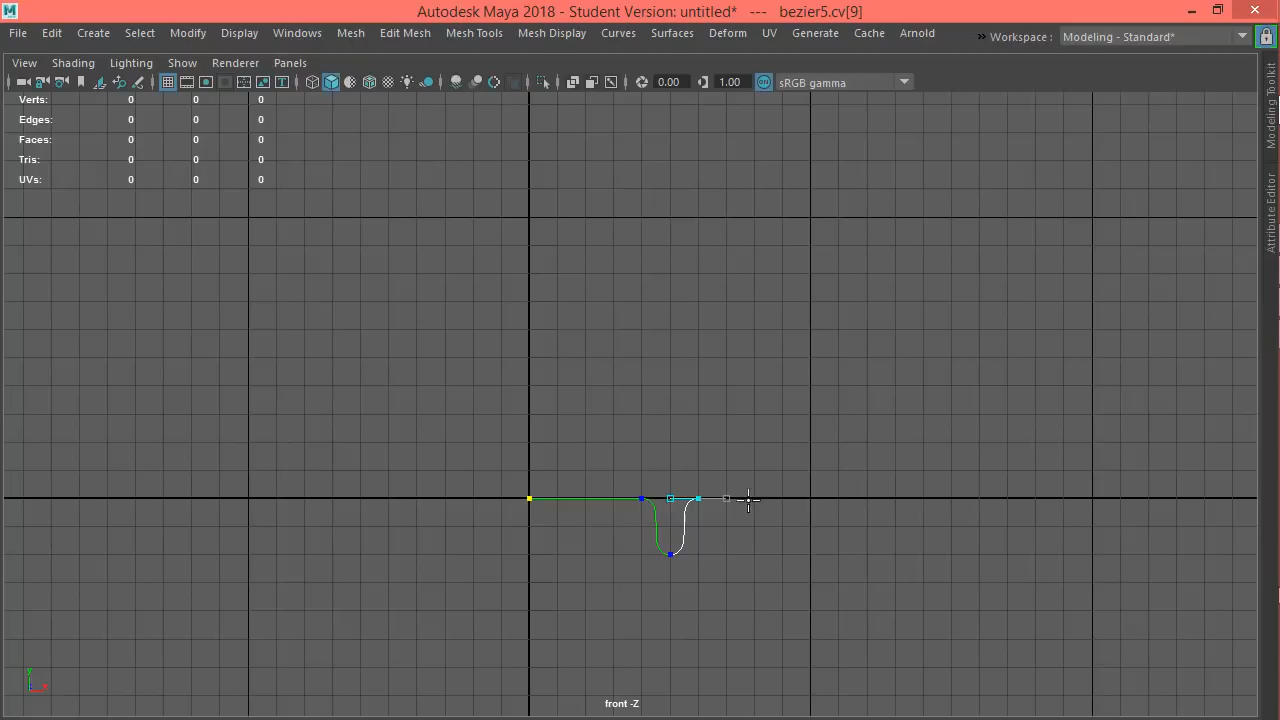 Autodesk Maya 2018 - Student Version: untitled*   ---   bezier5.cv[9]
File Edit Create Select Modify Display Windows Mesh Edit Mesh Mesh Tools Mesh Display Curves Surfaces Deform UV Generate Cache Arnold
» Workspace : Modeling - Standard*
View Shading Lighting Show Renderer Panels
0.00 1.00 ON sRGB gamma
Verts: 0 0 0
Edges: 0 0 0
Faces: 0 0 0
Tris: 0 0 0
UVs: 0 0 0
Modeling Toolkit
Attribute Editor
y
x
front -Z